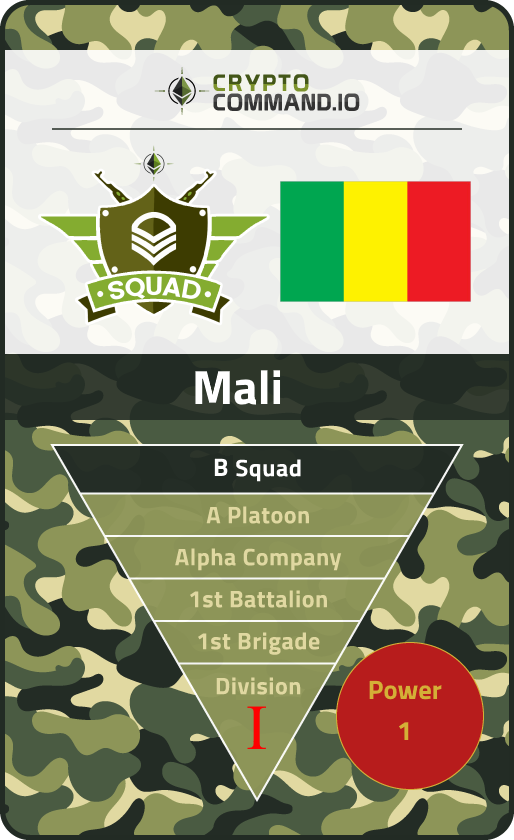 CRYPTO
COMMAND.IO
SQUAD
Mali
B Squad
A Platoon
Alpha Company
1st Battalion
1st Brigade
Division
I
Power
1